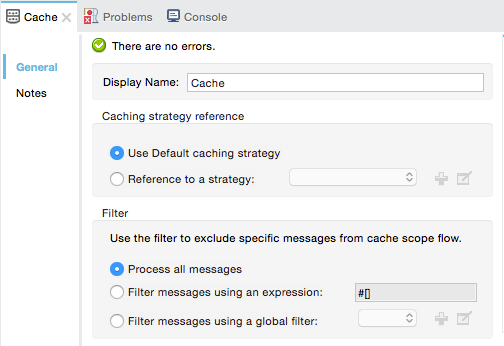 Cache
Problems
Console
There are no errors.
General
Notes
Display Name: Cache
Caching strategy reference
Use Default caching strategy
Reference to a strategy:
Filter
Use the filter to exclude specific messages from cache scope flow.
Process all messages
Filter messages using an expression: #[]
Filter messages using a global filter: